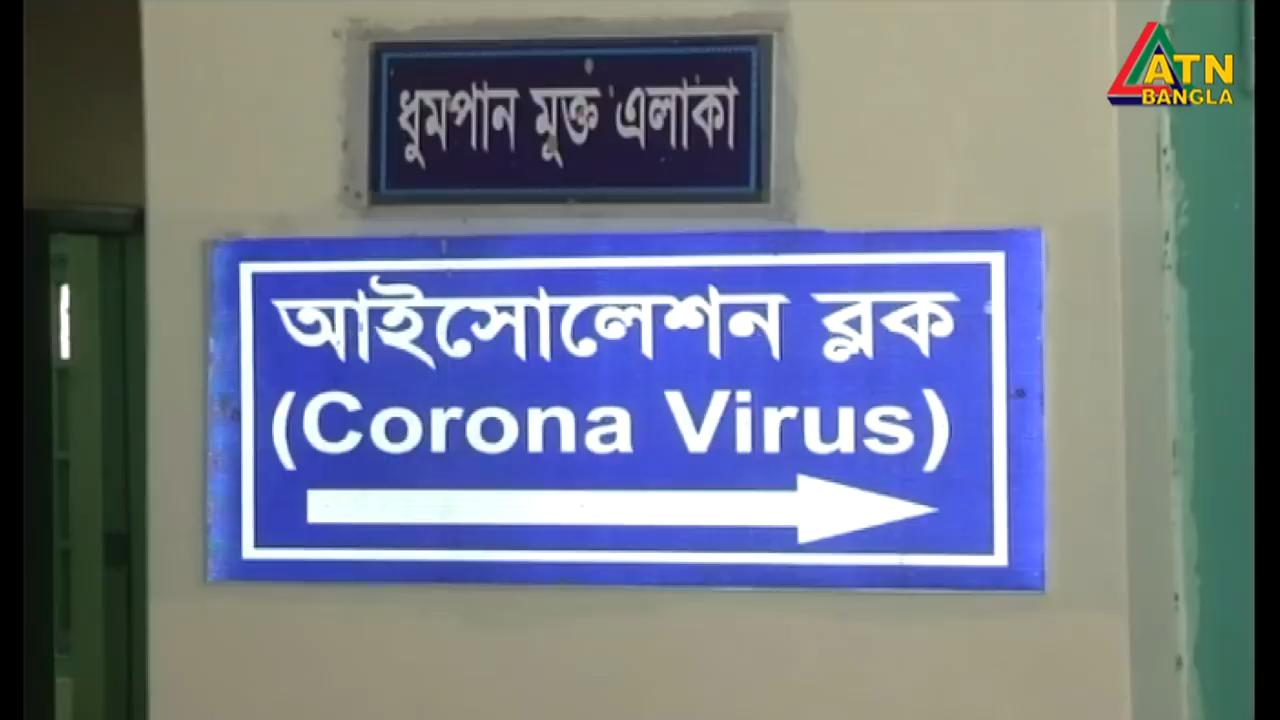 ধুমপান মুক্ত এলাকা
ATN
BANGLA
আইসোলেশন ব্লক
(Corona Virus)